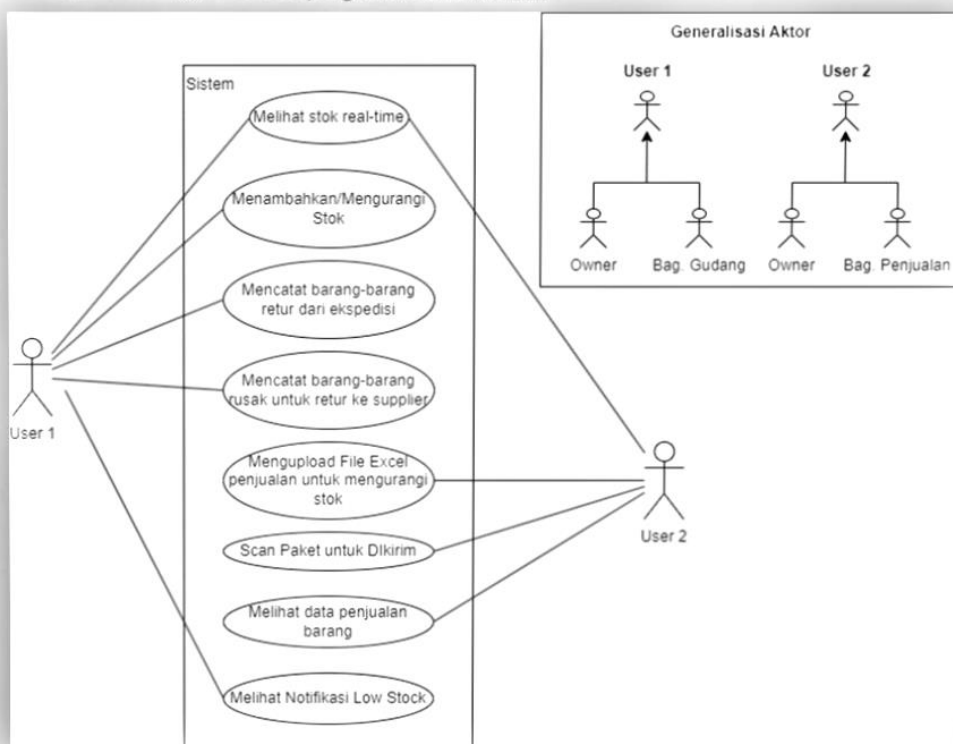 Generalisasi Aktor
User 1
User 2
Owner
Bag. Gudang
Owner
Bag. Penjualan
Sistem
Melihat stok real-time
Menambahkan/Mengurangi
Stok
Mencatat barang-barang
retur dari ekspedisi
Mencatat barang-barang
rusak untuk retur ke supplier
Mengupload File Excel
penjualan untuk mengurangi
stok
Scan Paket untuk DIkirim
Melihat data penjualan
barang
Melihat Notifikasi Low Stock
User 1
User 2